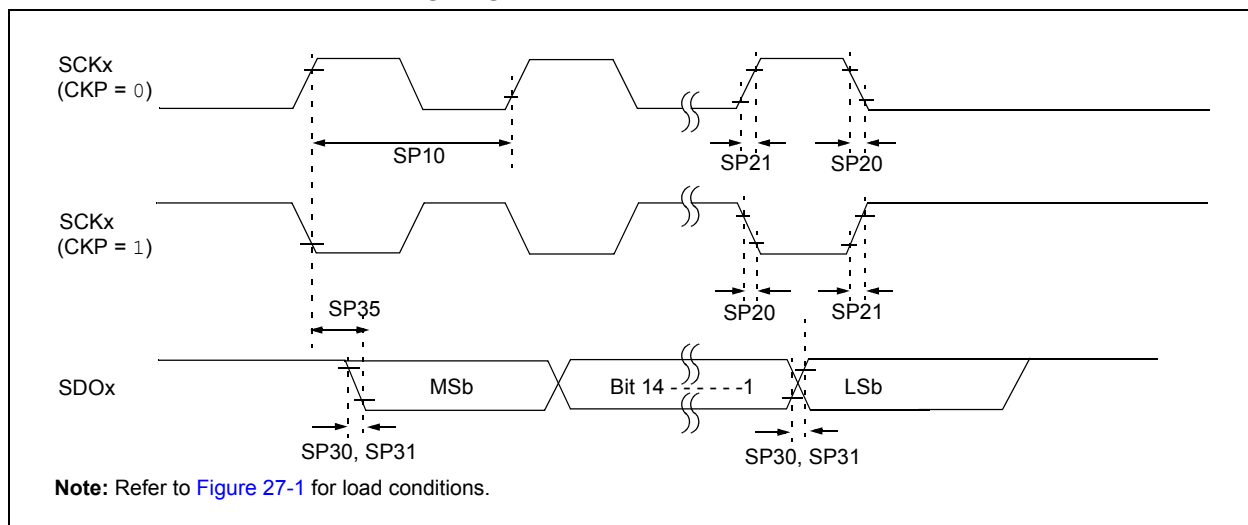 SCKx
(CKP = 0)
SP10
SP21
SP20
SCKx
(CKP = 1)
SP35
SP20
SP21
SDOx
MSb
Bit 14 - - - - - -1
LSb
SP30, SP31
SP30, SP31
Note: Refer to Figure 27-1 for load conditions.